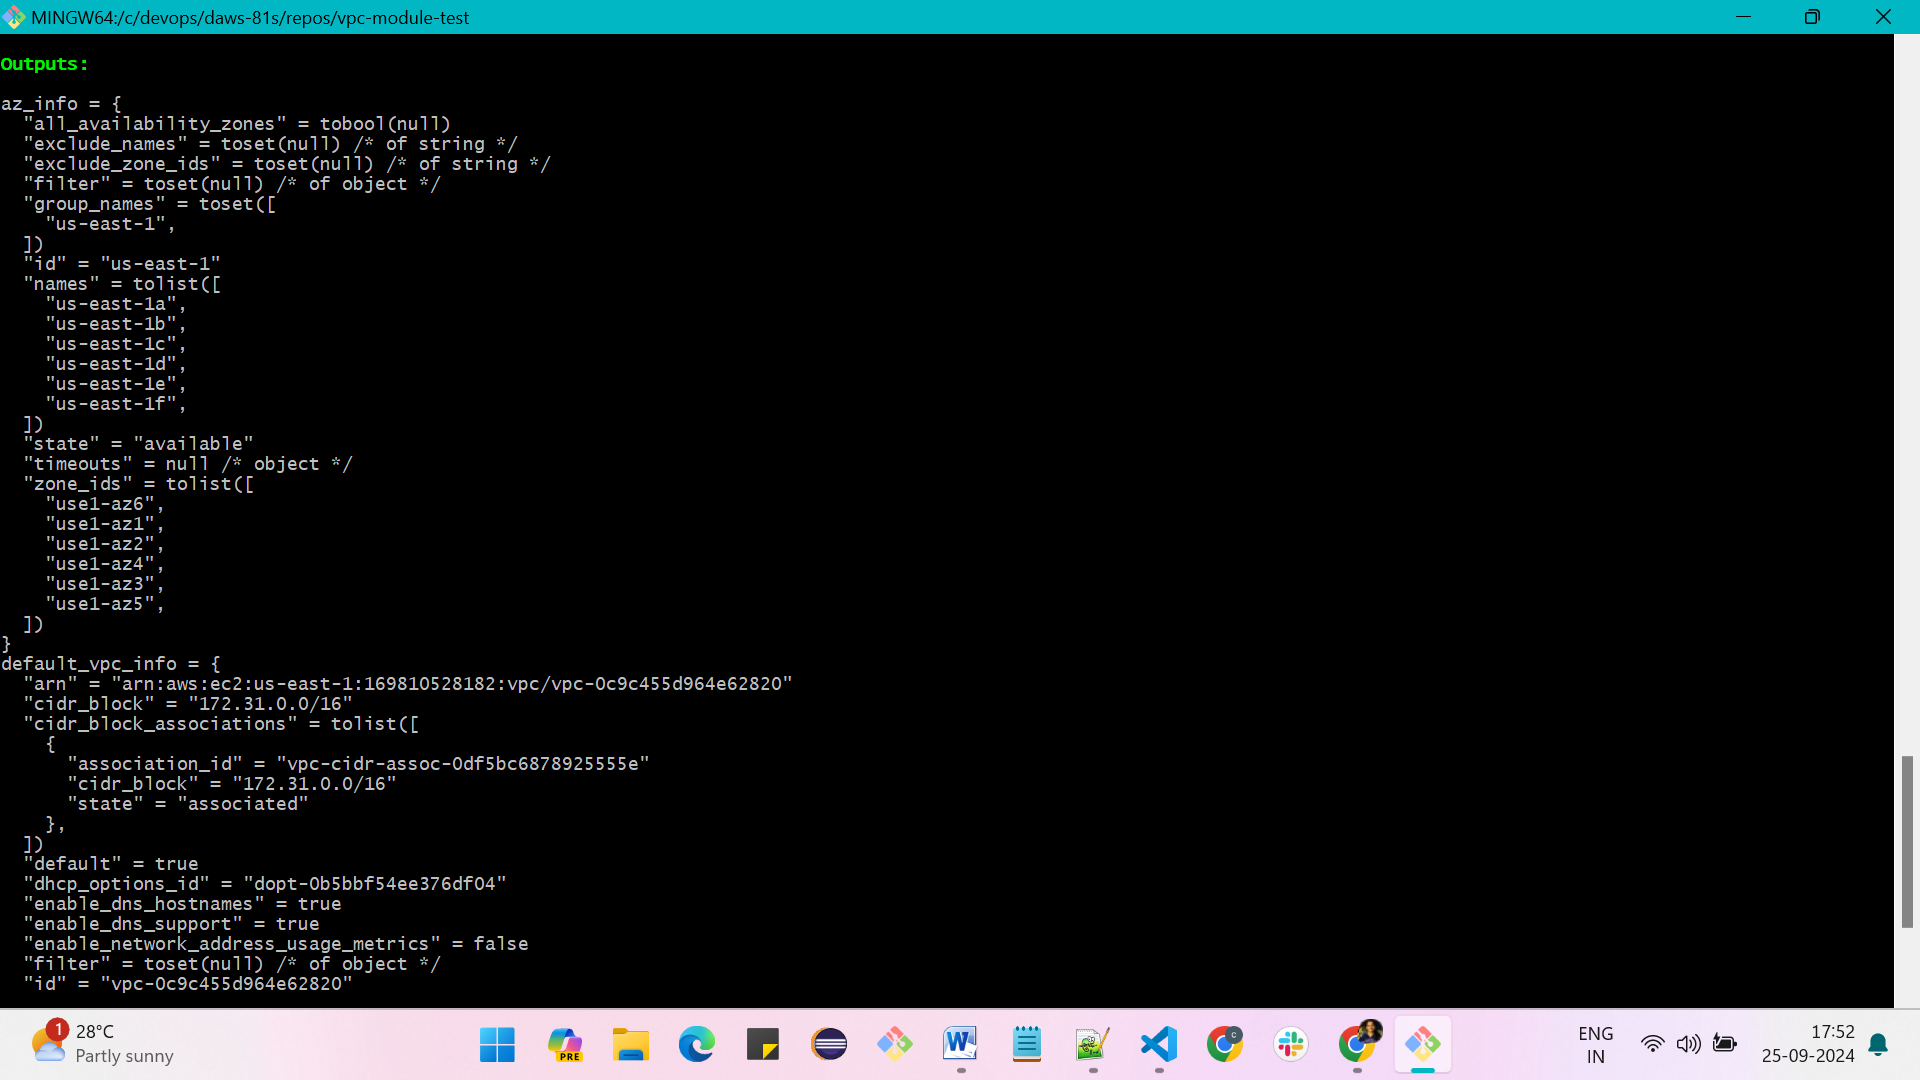 MINGW64:/c/devops/daws-81s/repos/vpc-module-test
Outputs:
az_info = {
  "all_availability_zones" = tobool(null)
  "exclude_names" = toset(null) /* of string */
  "exclude_zone_ids" = toset(null) /* of string */
  "filter" = toset(null) /* of object */
  "group_names" = toset([
    "us-east-1",
  ])
  "id" = "us-east-1"
  "names" = tolist([
    "us-east-1a",
    "us-east-1b",
    "us-east-1c",
    "us-east-1d",
    "us-east-1e",
    "us-east-1f",
  ])
  "state" = "available"
  "timeouts" = null /* object */
  "zone_ids" = tolist([
    "use1-az6",
    "use1-az1",
    "use1-az2",
    "use1-az4",
    "use1-az3",
    "use1-az5",
  ])
}
default_vpc_info = {
  "arn" = "arn:aws:ec2:us-east-1:169810528182:vpc/vpc-0c9c455d964e62820"
  "cidr_block" = "172.31.0.0/16"
  "cidr_block_associations" = tolist([
    {
      "association_id" = "vpc-cidr-assoc-0df5bc6878925555e"
      "cidr_block" = "172.31.0.0/16"
      "state" = "associated"
    },
  ])
  "default" = true
  "dhcp_options_id" = "dopt-0b5bbf54ee376df04"
  "enable_dns_hostnames" = true
  "enable_dns_support" = true
  "enable_network_address_usage_metrics" = false
  "filter" = toset(null) /* of object */
  "id" = "vpc-0c9c455d964e62820"
1
28°C
Partly sunny
PRE
W
C
ENG
IN
17:52
25-09-2024